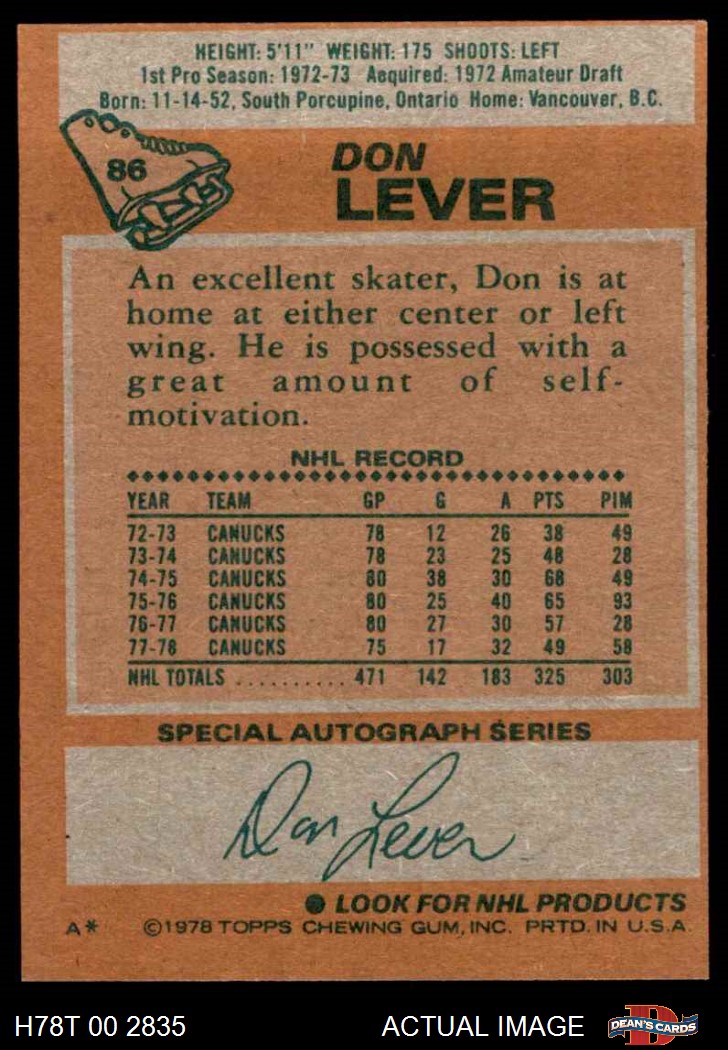 HEIGHT: 5'11" WEIGHT: 175 SHOOTS: LEFT
1st Pro Season: 1972-73 Acquired: 1972 Amateur Draft
Born: 11-14-52, South Porcupine, Ontario Home: Vancouver, B.C.
86
DON
LEVER
An excellent skater, Don is at
home at either center or left
wing. He is possessed with a
great amount of self-
motivation.
NHL RECORD
YEAR TEAM GP G A PTS PIM
72-73 CANUCKS 78 12 26 38 49
73-74 CANUCKS 78 23 25 48 28
74-75 CANUCKS 80 38 30 68 49
75-76 CANUCKS 80 25 40 65 93
76-77 CANUCKS 80 27 30 57 28
77-78 CANUCKS 75 17 32 49 58
NHL TOTALS .......... 471 142 183 325 303
SPECIAL AUTOGRAPH SERIES
Don Lever
● LOOK FOR NHL PRODUCTS
A* ©1978 TOPPS CHEWING GUM, INC. PRTD. IN U.S.A.
H78T 00 2835 ACTUAL IMAGE D DEAN'S CARDS